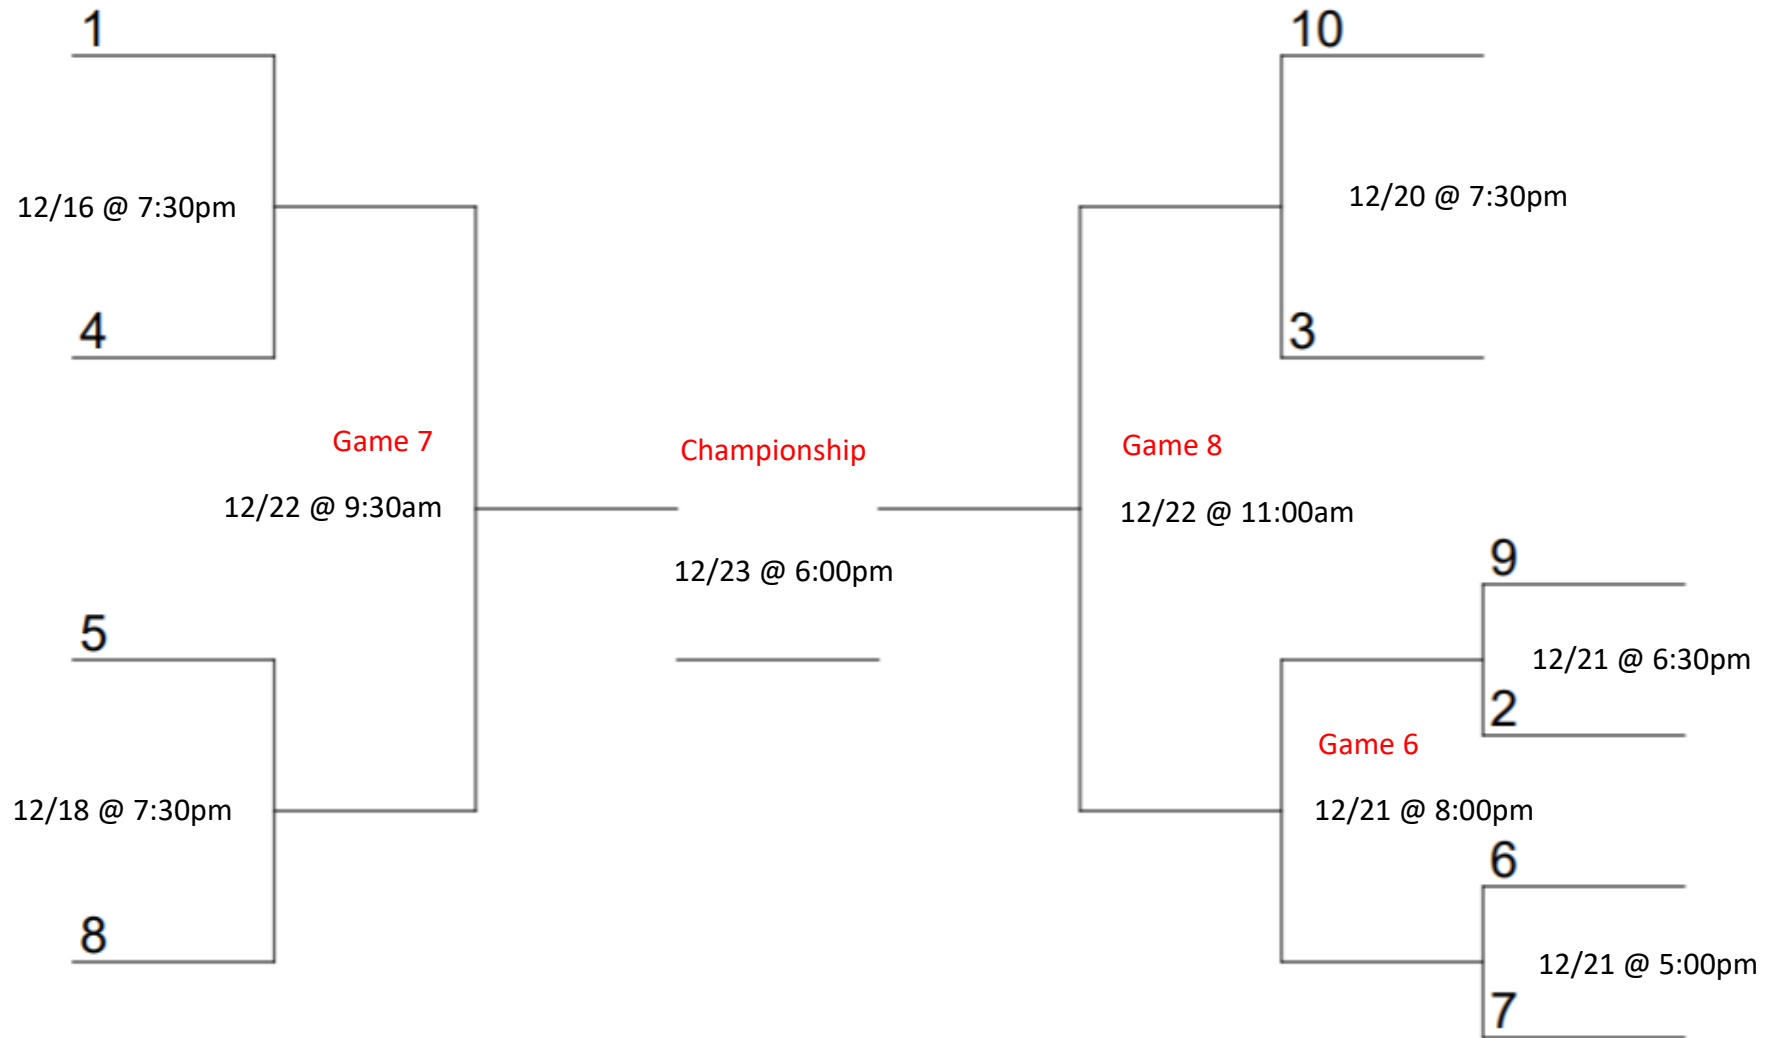 1
12/16 @ 7:30pm
4
Game 7
12/22 @ 9:30am
5
12/18 @ 7:30pm
8
Championship
12/23 @ 6:00pm
10
12/20 @ 7:30pm
3
Game 8
12/22 @ 11:00am
9
12/21 @ 6:30pm
2
Game 6
12/21 @ 8:00pm
6
12/21 @ 5:00pm
7